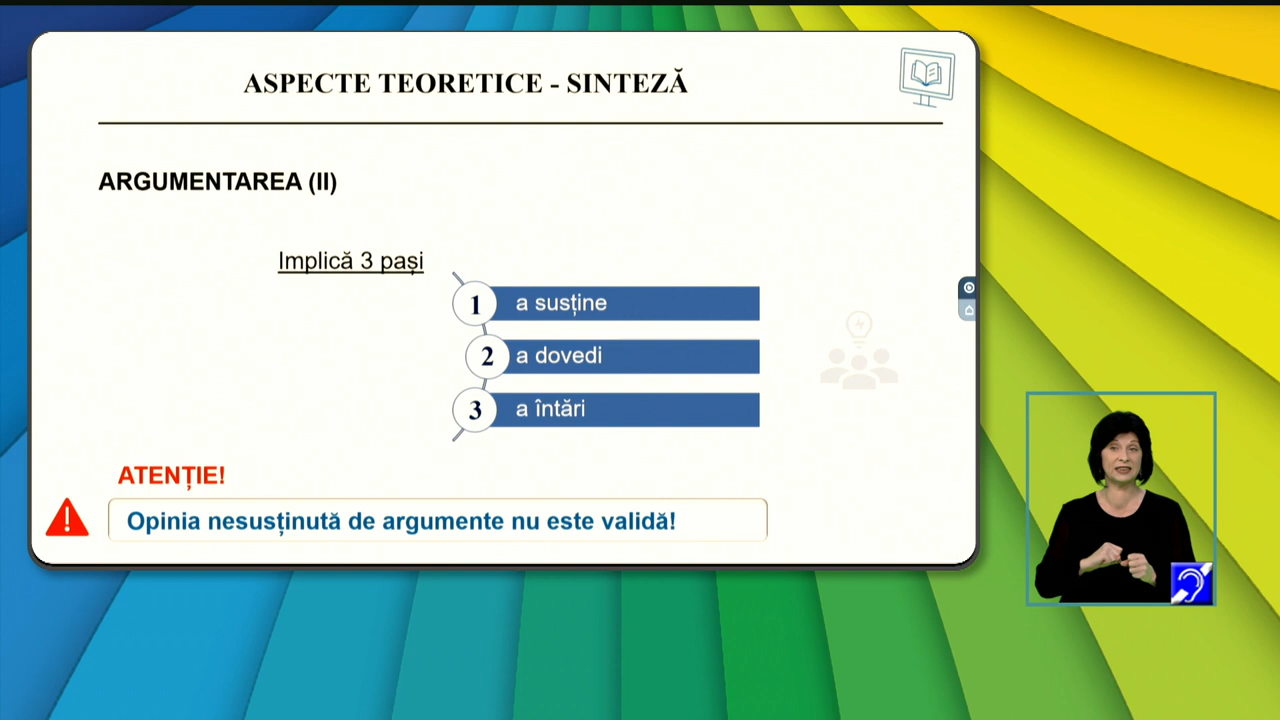 ASPECTE TEORETICE - SINTEZĂ
ARGUMENTAREA (II)
Implică 3 pași
1 a susține
2 a dovedi
3 a întări
ATENȚIE!
Opinia nesusținută de argumente nu este validă!